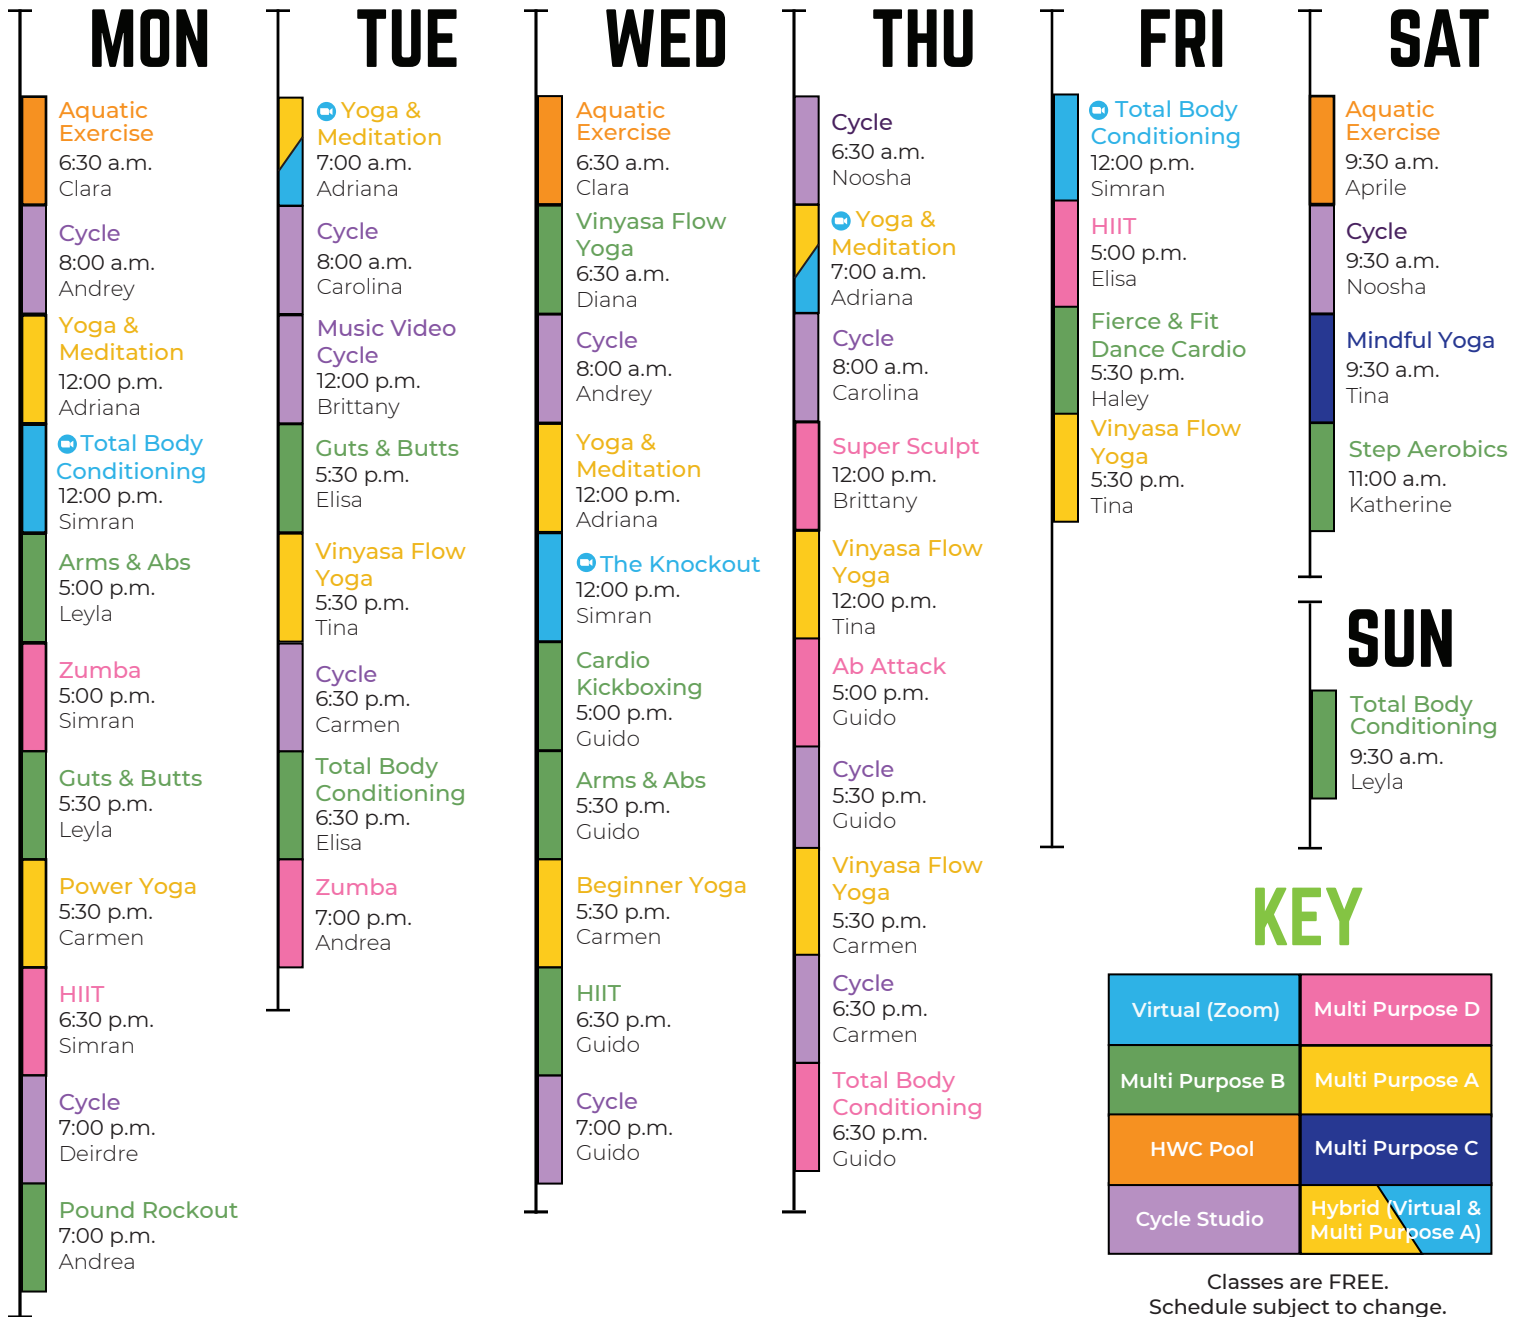 MON
Aquatic
Exercise
6:30 a.m.
Clara
Cycle
8:00 a.m.
Andrey
Yoga &
Meditation
12:00 p.m.
Adriana
Total Body
Conditioning
12:00 p.m.
Simran
Arms & Abs
5:00 p.m.
Leyla
Zumba
5:00 p.m.
Simran
Guts & Butts
5:30 p.m.
Leyla
Power Yoga
5:30 p.m.
Carmen
HIIT
6:30 p.m.
Simran
Cycle
7:00 p.m.
Deirdre
Pound Rockout
7:00 p.m.
Andrea
TUE
Yoga &
Meditation
7:00 a.m.
Adriana
Cycle
8:00 a.m.
Carolina
Music Video
Cycle
12:00 p.m.
Brittany
Guts & Butts
5:30 p.m.
Elisa
Vinyasa Flow
Yoga
5:30 p.m.
Tina
Cycle
6:30 p.m.
Carmen
Total Body
Conditioning
6:30 p.m.
Elisa
Zumba
7:00 p.m.
Andrea
WED
Aquatic
Exercise
6:30 a.m.
Clara
Vinyasa Flow
Yoga
6:30 a.m.
Diana
Cycle
8:00 a.m.
Andrey
Yoga &
Meditation
12:00 p.m.
Adriana
The Knockout
12:00 p.m.
Simran
Cardio
Kickboxing
5:00 p.m.
Guido
Arms & Abs
5:30 p.m.
Guido
Beginner Yoga
5:30 p.m.
Carmen
HIIT
6:30 p.m.
Guido
Cycle
7:00 p.m.
Guido
THU
Cycle
6:30 a.m.
Noosha
Yoga &
Meditation
7:00 a.m.
Adriana
Cycle
8:00 a.m.
Carolina
Super Sculpt
12:00 p.m.
Brittany
Vinyasa Flow
Yoga
12:00 p.m.
Tina
Ab Attack
5:00 p.m.
Guido
Cycle
5:30 p.m.
Guido
Vinyasa Flow
Yoga
5:30 p.m.
Carmen
Cycle
6:30 p.m.
Carmen
Total Body
Conditioning
6:30 p.m.
Guido
FRI
Total Body
Conditioning
12:00 p.m.
Simran
HIIT
5:00 p.m.
Elisa
Fierce & Fit
Dance Cardio
5:30 p.m.
Haley
Vinyasa Flow
Yoga
5:30 p.m.
Tina
SAT
Aquatic
Exercise
9:30 a.m.
Aprile
Cycle
9:30 a.m.
Noosha
Mindful Yoga
9:30 a.m.
Tina
Step Aerobics
11:00 a.m.
Katherine
SUN
Total Body
Conditioning
9:30 a.m.
Leyla
KEY
Virtual (Zoom)
Multi Purpose D
Multi Purpose B
Multi Purpose A
HWC Pool
Multi Purpose C
Cycle Studio
Hybrid (Virtual &
Multi Purpose A)
Classes are FREE.
Schedule subject to change.